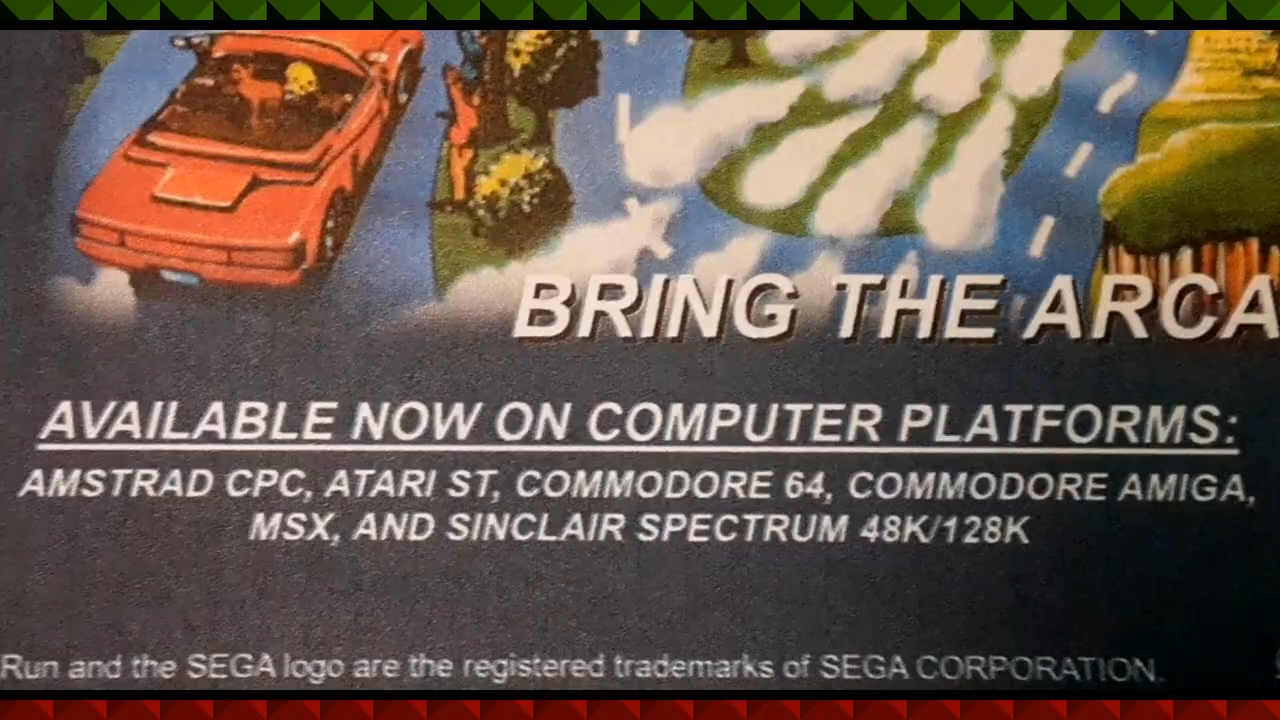 BRING THE ARCA
AVAILABLE NOW ON COMPUTER PLATFORMS:
AMSTRAD CPC, ATARI ST, COMMODORE 64, COMMODORE AMIGA,
MSX, AND SINCLAIR SPECTRUM 48K/128K
Run and the SEGA logo are the registered trademarks of SEGA CORPORATION.